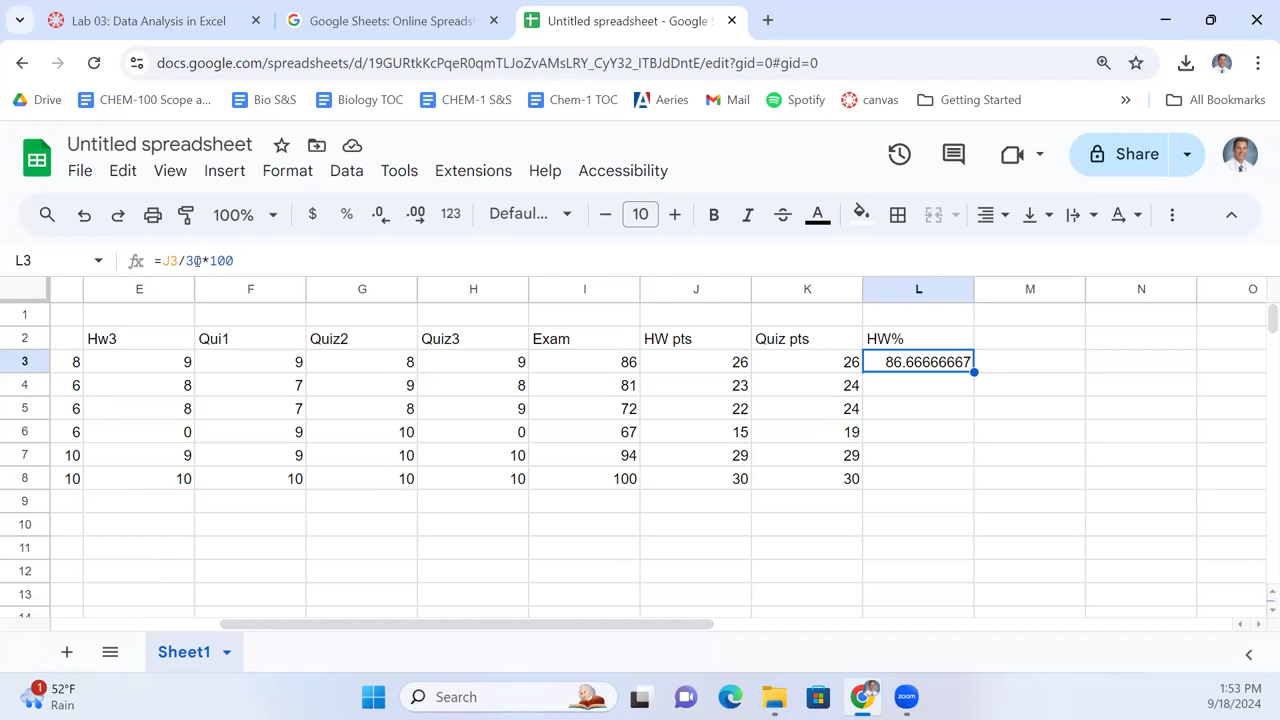 Lab 03: Data Analysis in Excel
Google Sheets: Online Spreads
Untitled spreadsheet - Google S
docs.google.com/spreadsheets/d/19GURtkKcPqeR0qmTLJoZvAMsLRY_CyY32_lTBJdDntE/edit?gid=0#gid=0
Drive CHEM-100 Scope a... Bio S&S Biology TOC CHEM-1 S&S Chem-1 TOC Aeries Mail Spotify canvas Getting Started » All Bookmarks
Untitled spreadsheet
File Edit View Insert Format Data Tools Extensions Help Accessibility
Share
100% $ % .0 .00 123 Defaul... 10 B I S A A
L3 fx =J3/30*100
E F G H I J K L M N O
1
2 Hw3 Qui1 Quiz2 Quiz3 Exam HW pts Quiz pts HW%
3 8 9 9 8 9 86 26 26 86.66666667
4 6 8 7 9 8 81 23 24
5 6 8 7 8 9 72 22 24
6 6 0 9 10 0 67 15 19
7 10 9 9 10 10 94 29 29
8 10 10 10 10 10 100 30 30
9
10
11
12
13
14
Sheet1
1 52°F
Rain
Search
zoom
1:53 PM
9/18/2024